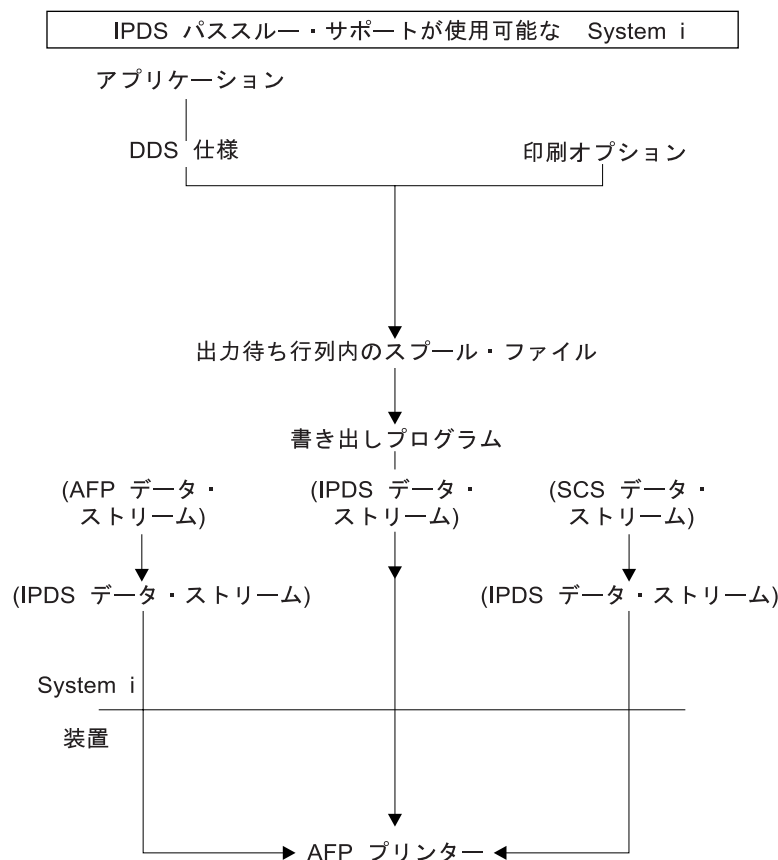 IPDS パススルー・サポートが使用可能な System i
アプリケーション
DDS 仕様
印刷オプション
出力待ち行列内のスプール・ファイル
書き出しプログラム
(AFP データ・
ストリーム)
(IPDS データ・
ストリーム)
(SCS データ・
ストリーム)
(IPDS データ・ストリーム)
(IPDS データ・ストリーム)
System i
装置
AFP プリンター